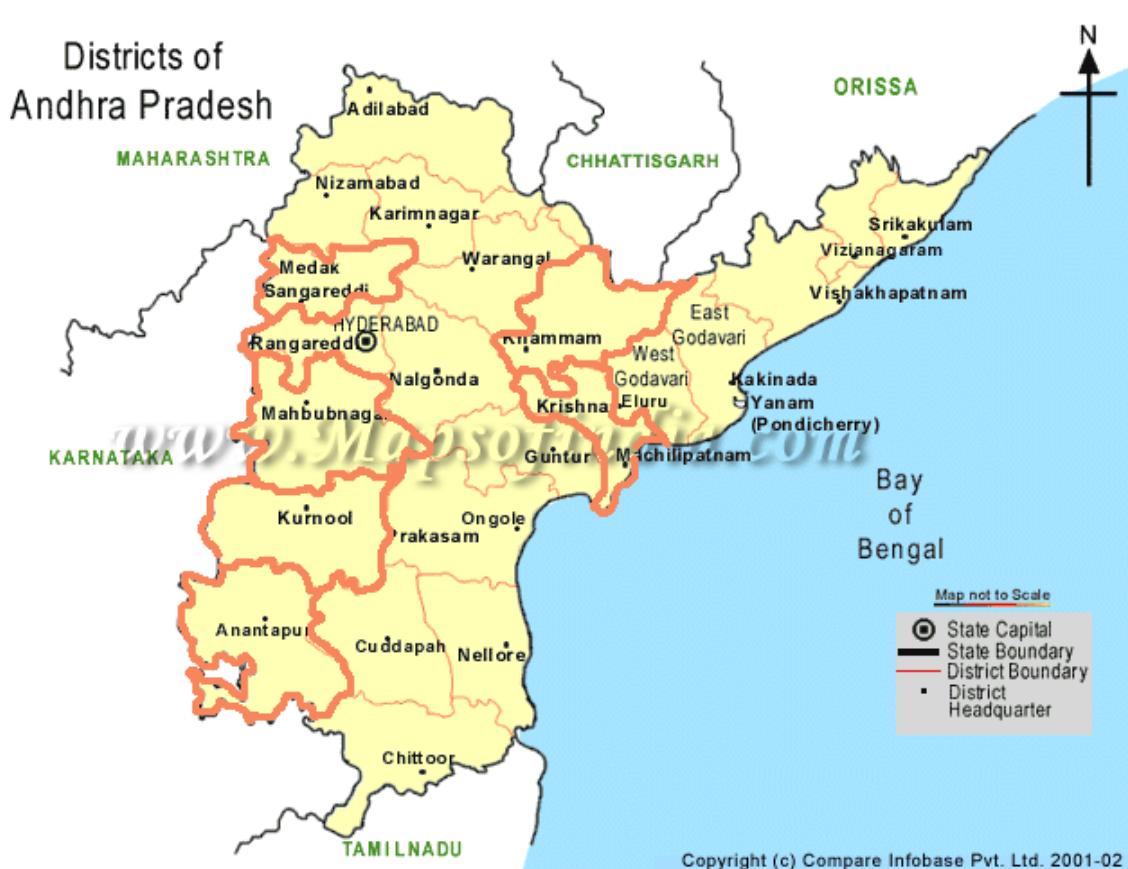 Districts of
Andhra Pradesh
N
ORISSA
MAHARASHTRA
CHHATTISGARH
Adilabad
Nizamabad
Karimnagar
Warangal
Srikakulam
Vizianagaram
Vishakhapatnam
Medak
Sangareddi
HYDERABAD
Rangareddi
Khammam
East
Godavari
West
Godavari
Nalgonda
Mahbubnagar
Krishna
Eluru
Kakinada
Yanam
(Pondicherry)
www.Mapsofindia.com
KARNATAKA
Guntur
Machilipatnam
Kurnool
Prakasam
Ongole
Bay
of
Bengal
Anantapur
Cuddapah
Nellore
Chittoor
TAMILNADU
Map not to Scale
State Capital
State Boundary
District Boundary
District
Headquarter
Copyright (c) Compare Infobase Pvt. Ltd. 2001-02